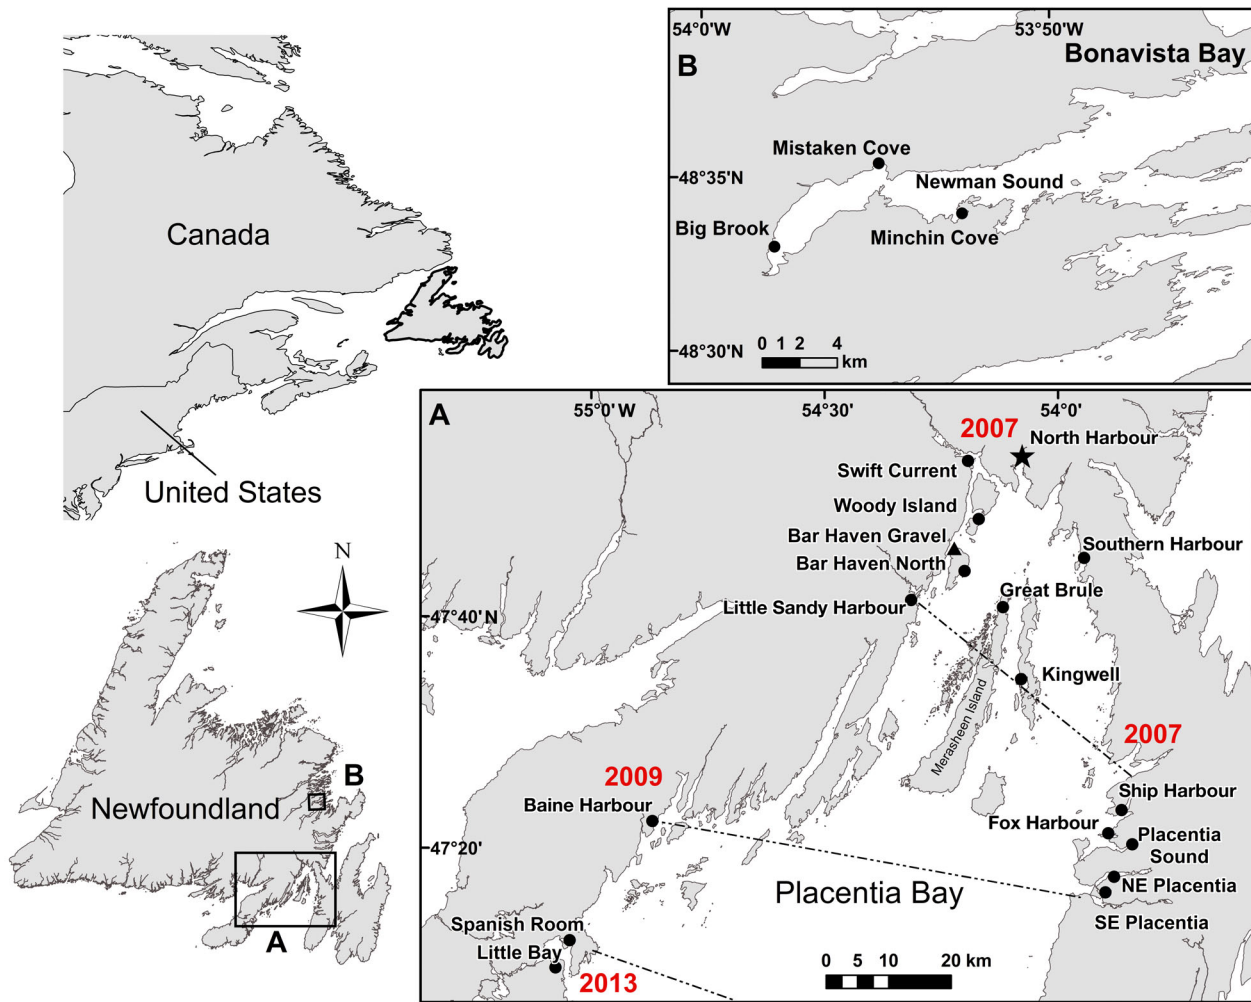 Canada
United States
N
Newfoundland
B
A
54°0'W
53°50'
B
Bonavista Bay
Mistaken Cove
48°35'N
Newman Sound
Big Brook
Minchin Cove
0 1 2 4
km
48°30'N
A
55°0'W
54°30'
54°0'
2007
North Harbour
Swift Current
Woody Island
Bar Haven Gravel
Southern Harbour
Bar Haven North
Great Brule
Little Sandy Harbour
47°40'N
Kingwell
Merasheen Island
2007
2009
Ship Harbour
Baine Harbour
Fox Harbour
Placentia
Sound
47°20'
Placentia Bay
NE Placentia
SE Placentia
Spanish Room
Little Bay
2013
0 5 10 20 km